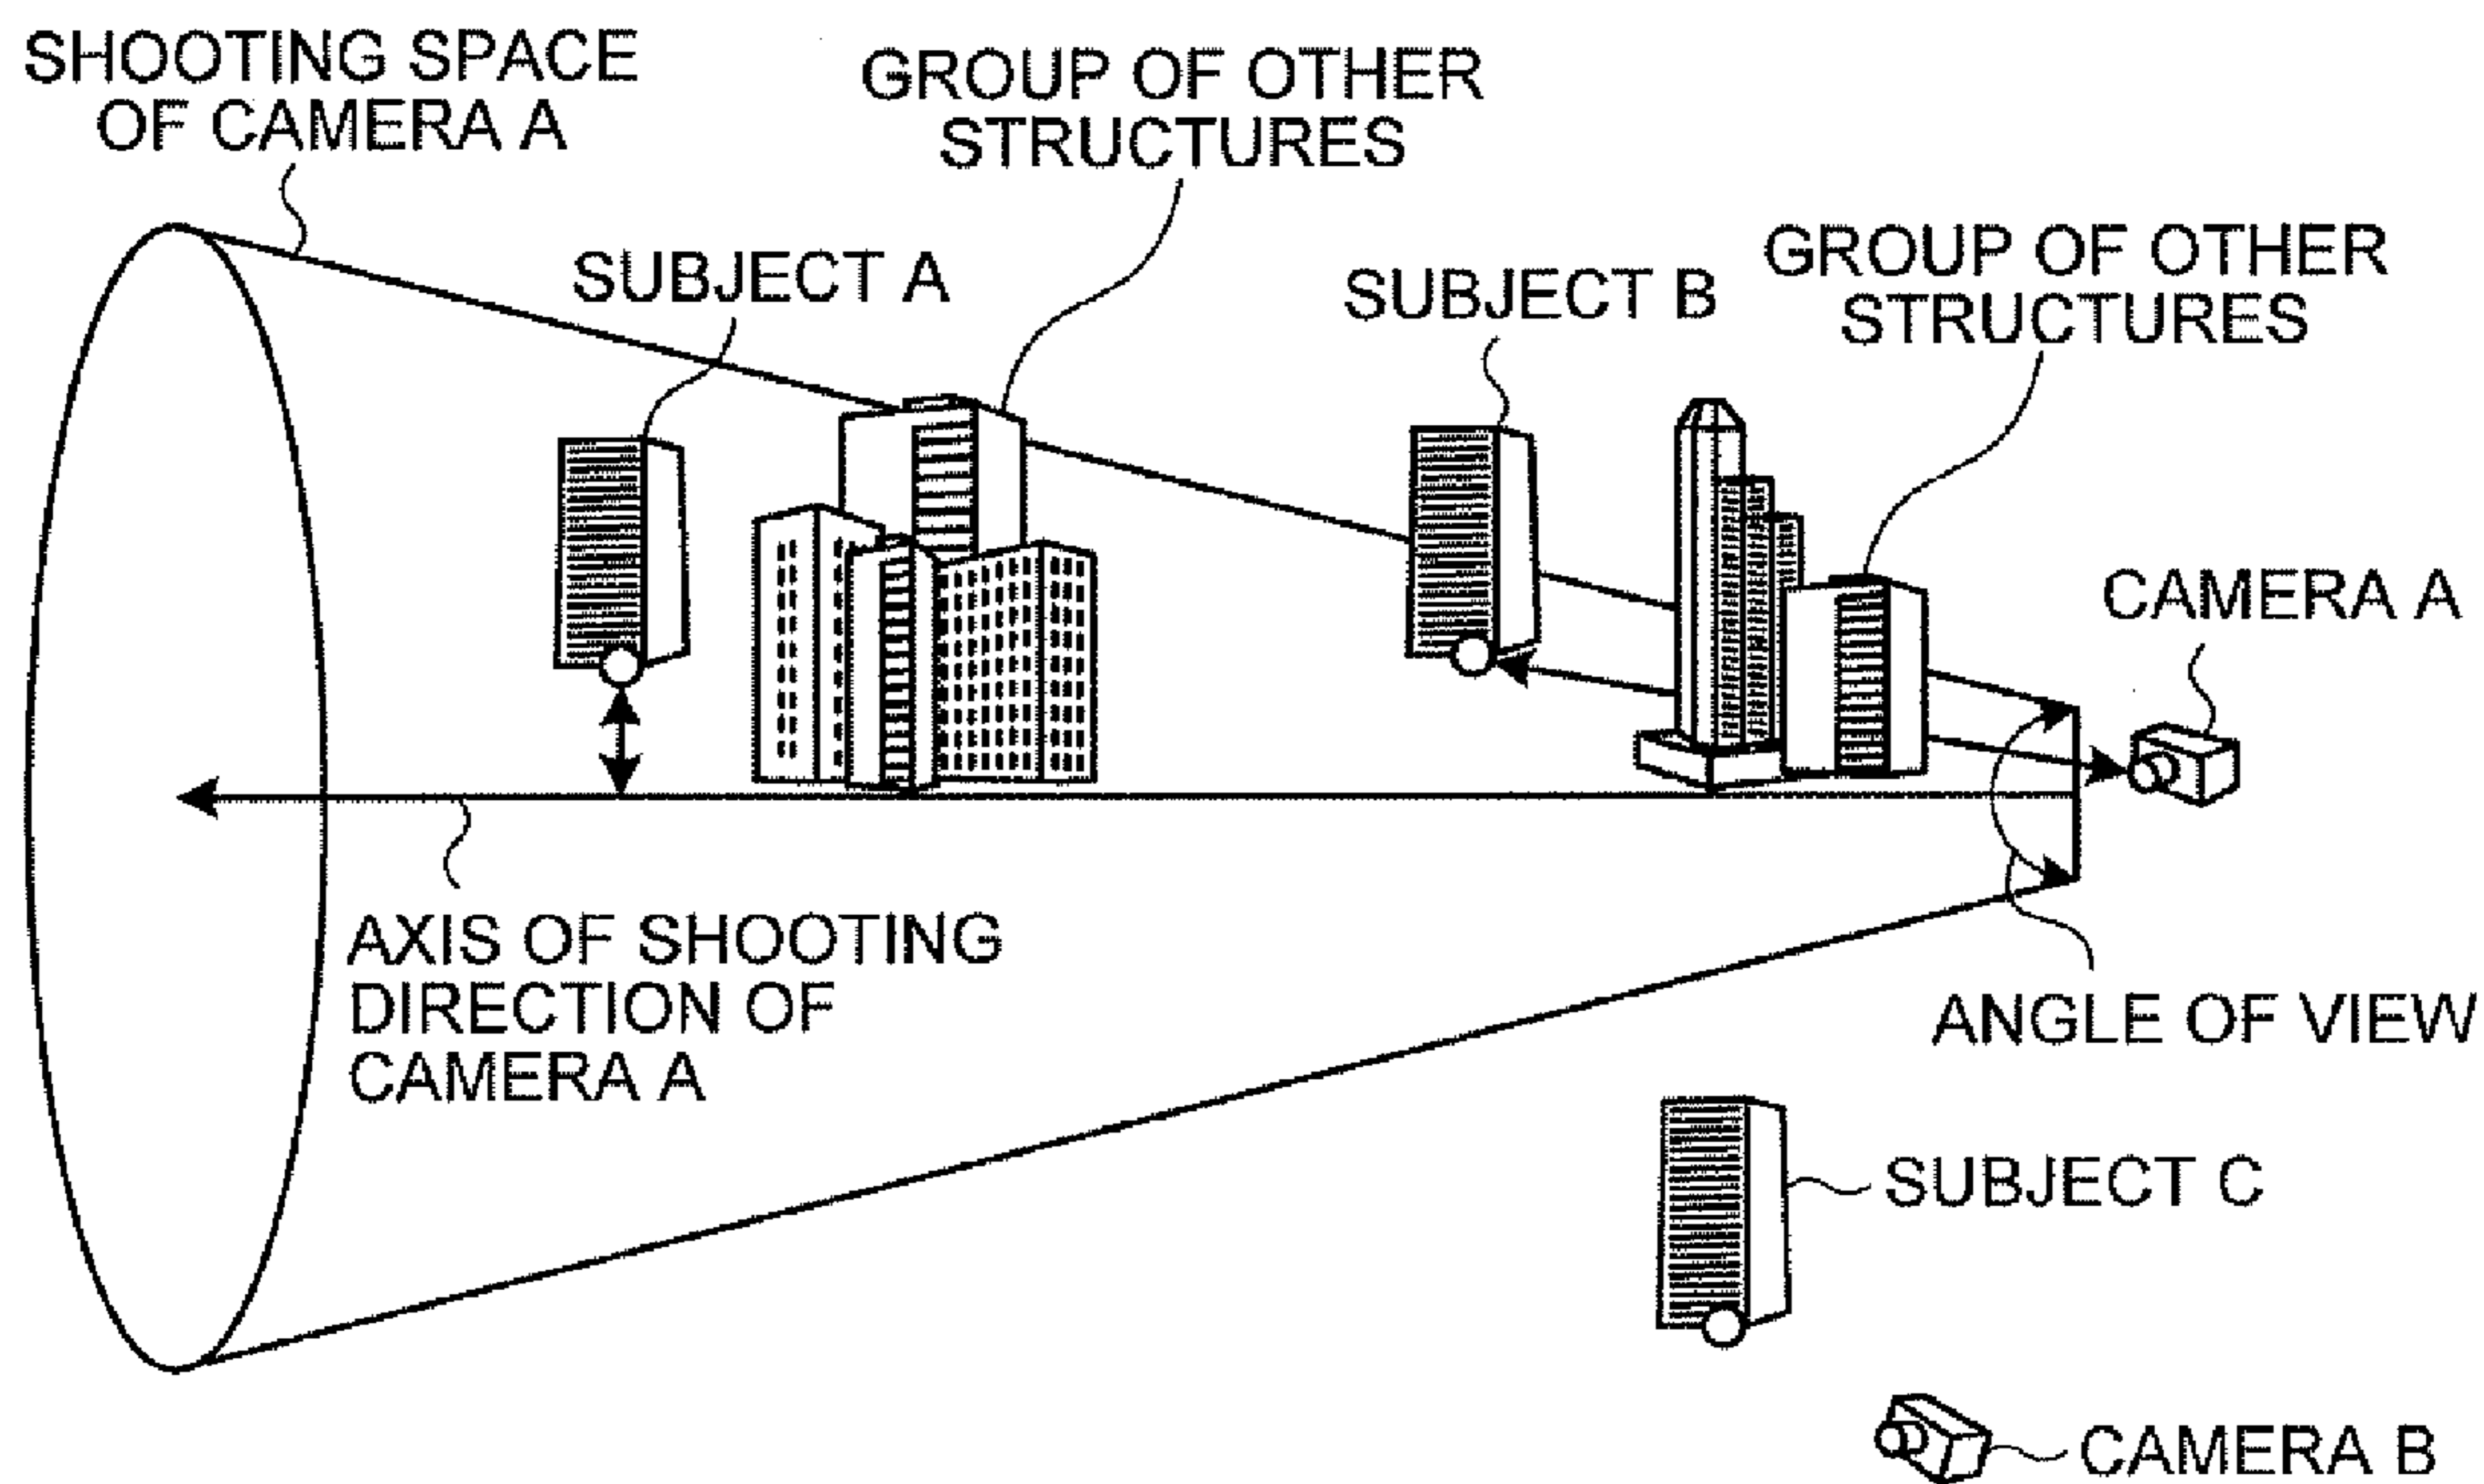 SHOOTING SPACE
OF CAMERA A
GROUP OF OTHER
STRUCTURES
SUBJECT A
SUBJECT B
GROUP OF OTHER
STRUCTURES
CAMERA A
AXIS OF SHOOTING
DIRECTION OF
CAMERA A
ANGLE OF VIEW
SUBJECT C
CAMERA B